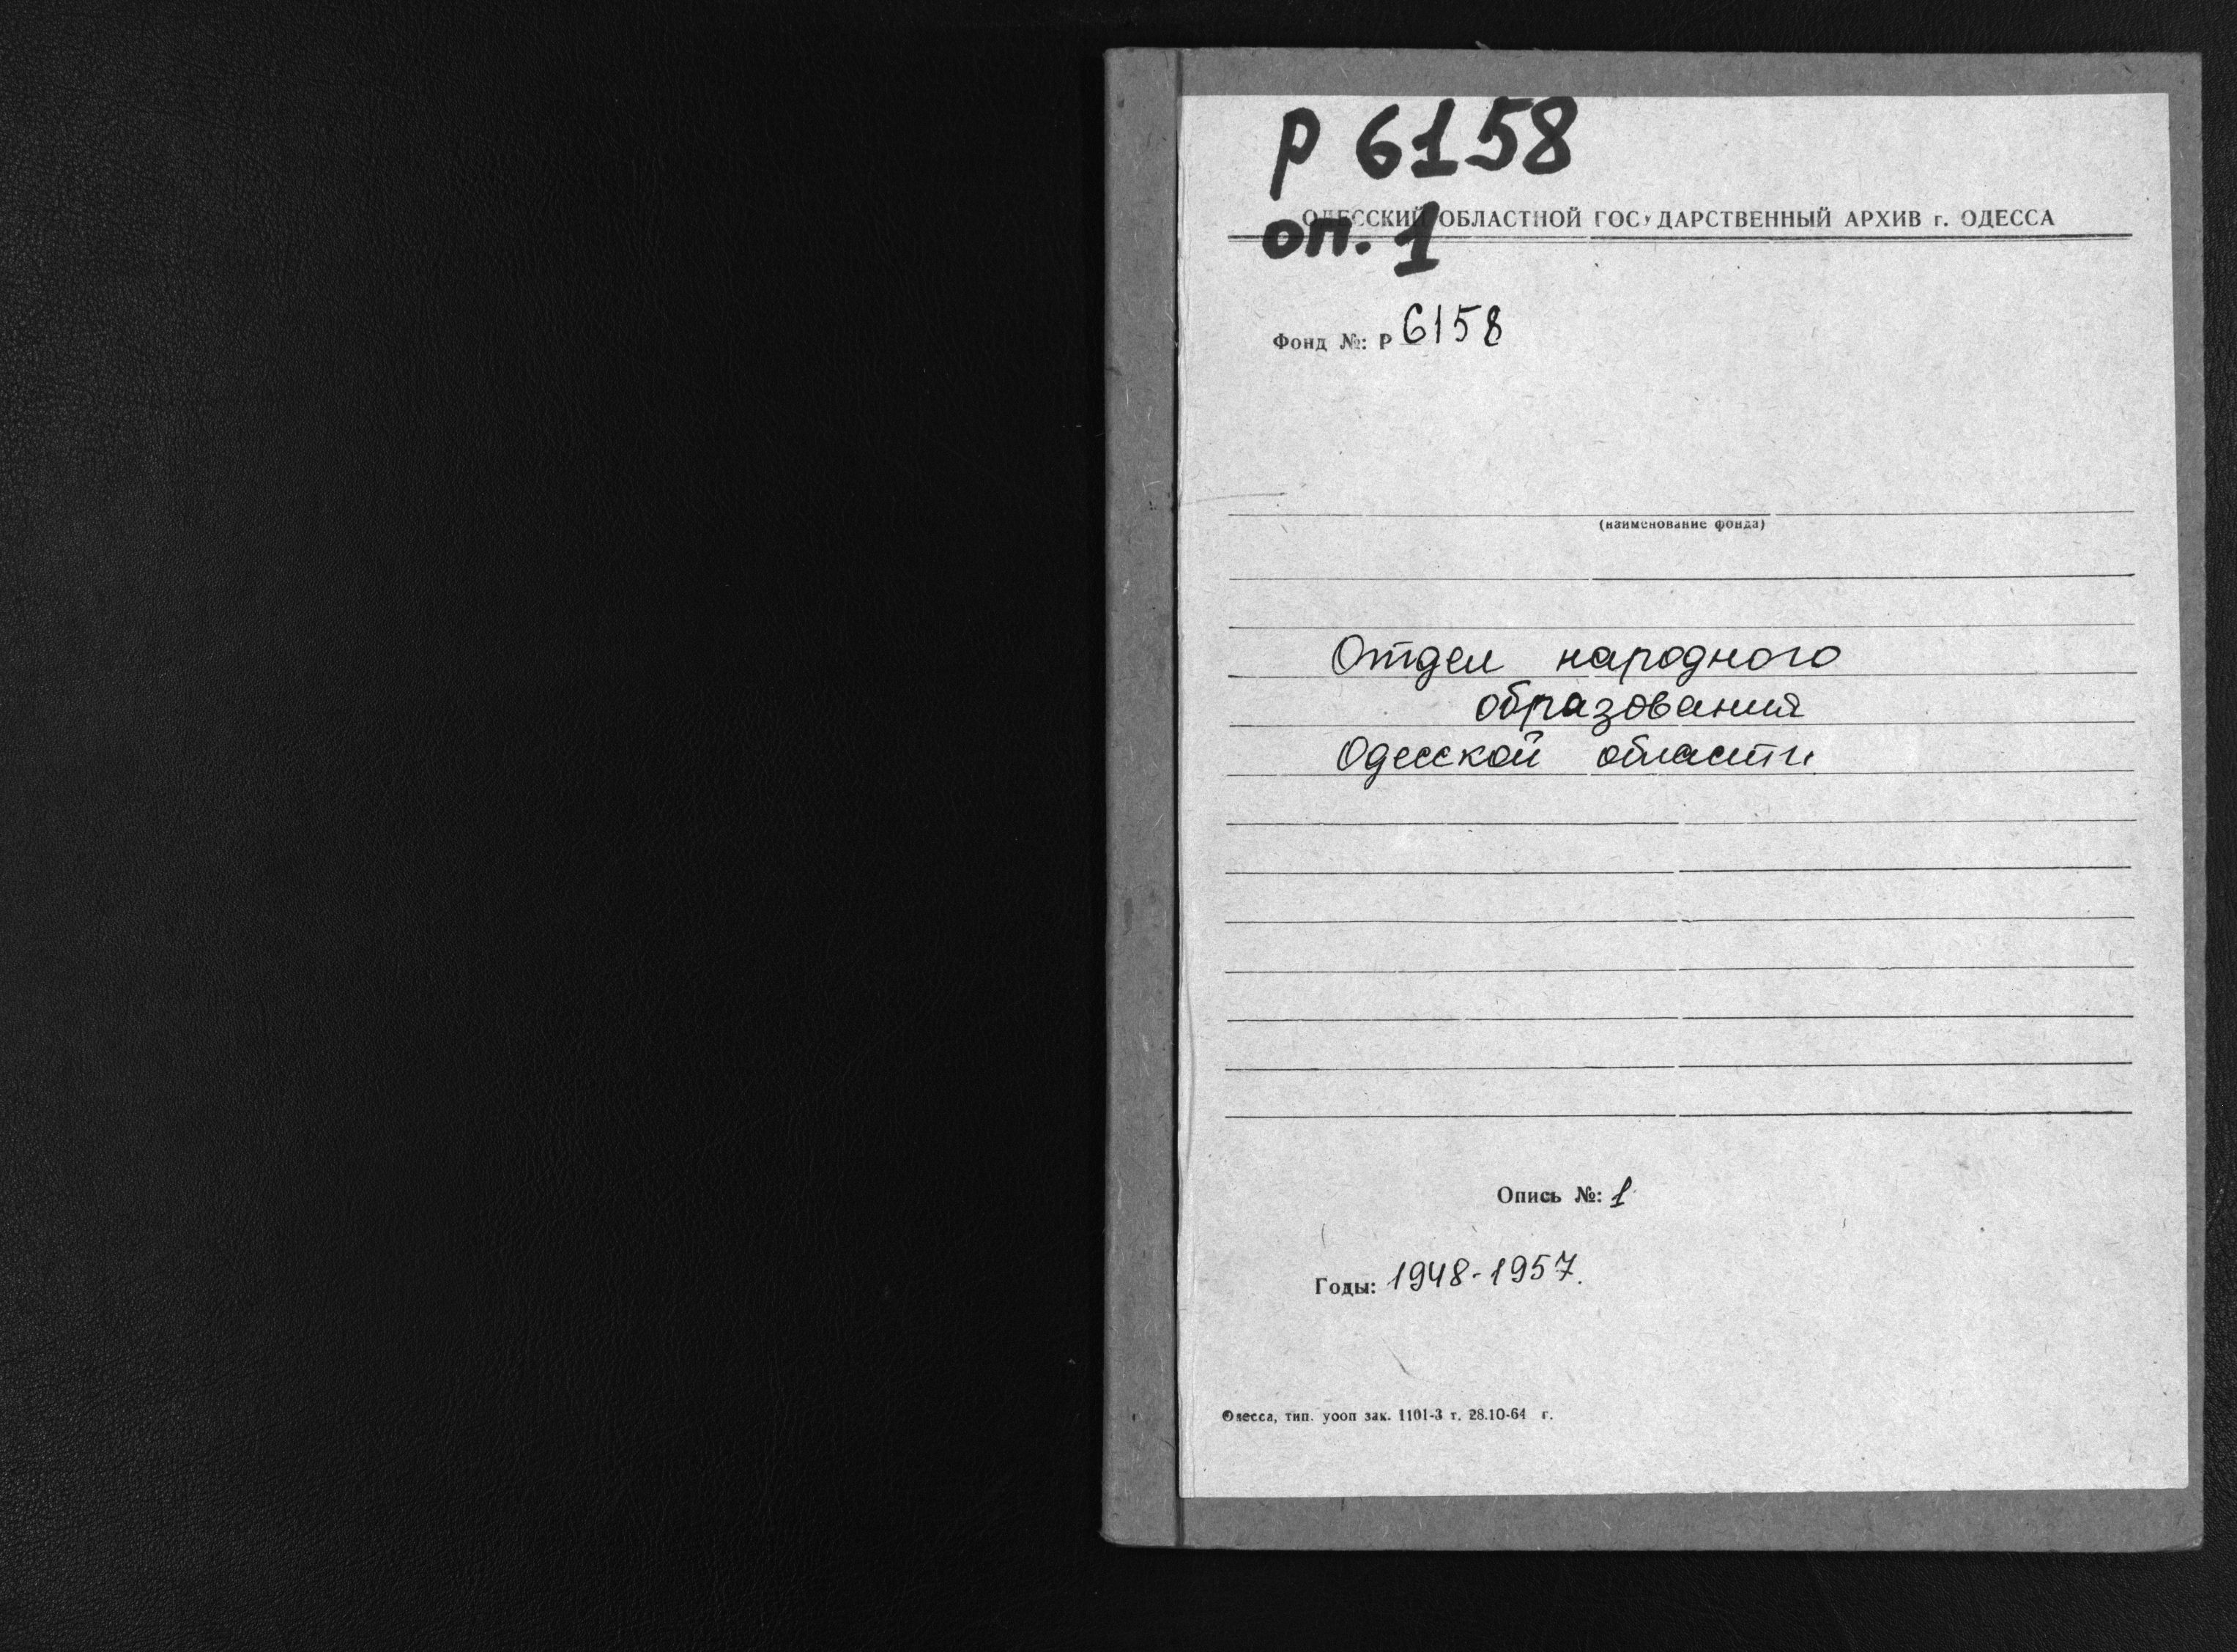 Р 6158
ОДЕССКИЙ ОБЛАСТНОЙ ГОСУДАРСТВЕННЫЙ АРХИВ г. ОДЕССА
оп. 1
Фонд №: Р 6158
(наименование фонда)
Отдел народного
образования
Одесской области
Опись №: 1
Годы: 1948-1957.
Одесса, тип. уооп зак. 1101-3 т. 28.10-64 г.